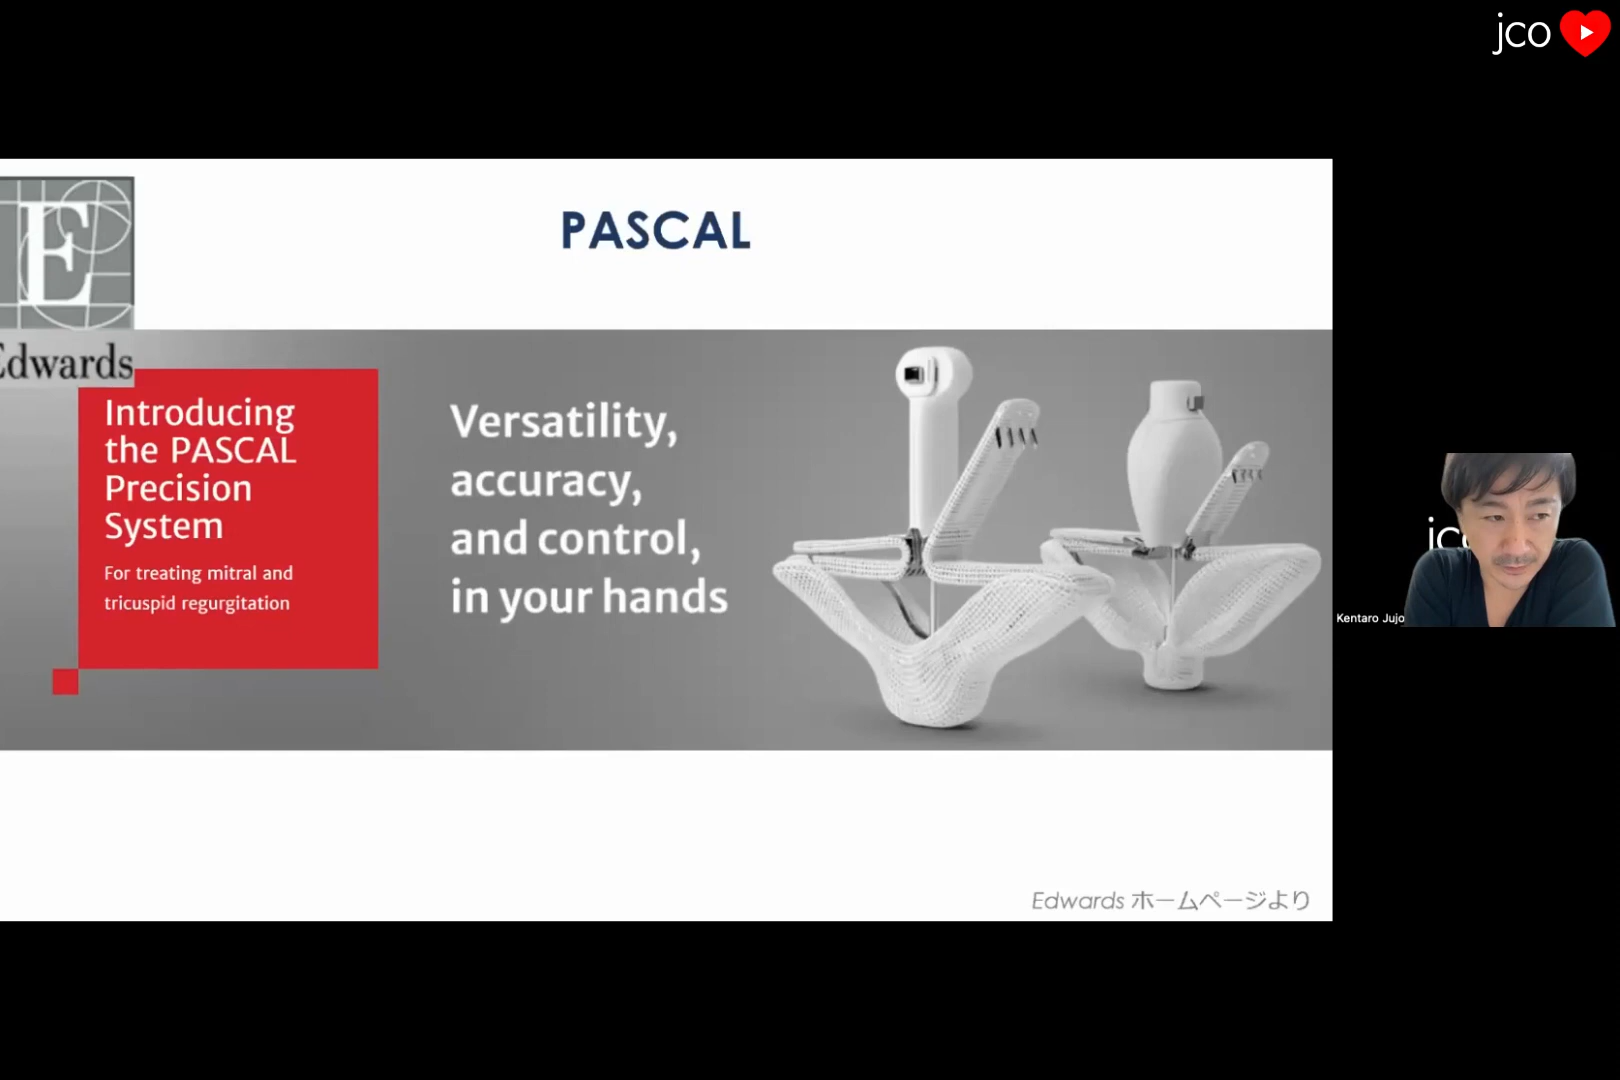 jco
PASCAL
E
Edwards
Introducing
the PASCAL
Precision
System
For treating mitral and
tricuspid regurgitation
Versatility,
accuracy,
and control,
in your hands
jc
Kentaro Jujo
Edwards ホームページより